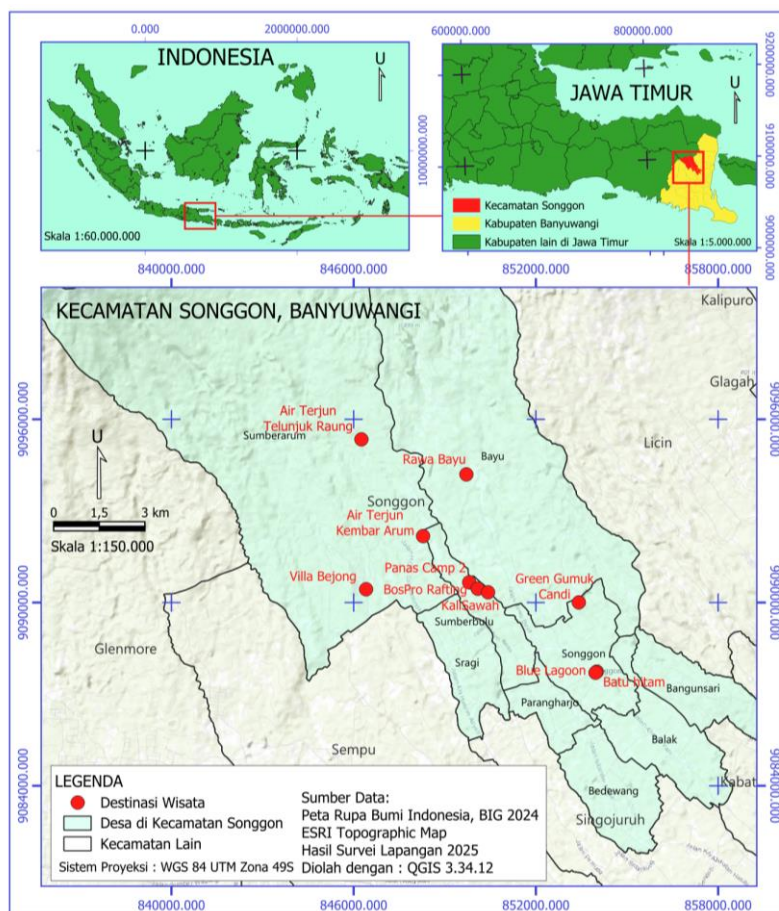 0.000
2000000.000
INDONESIA
U
10000000.000
Skala 1:60.000.000
600000.000
800000.000
JAWA TIMUR
U
9200000.000
9100000.000
9000000.000
Kecamatan Songgon
Kabupaten Banyuwangi
Kabupaten lain di Jawa Timur
Skala 1:5.000.000
840000.000
846000.000
852000.000
858000.000
KECAMATAN SONGGON, BANYUWANGI
Kalipuro
Glagah
Licin
9096000.000
9096000.000
Air Terjun
Telunjuk Raung
Sumberarum
Bayu
Rawa Bayu
U
0 1,5 3 km
Skala 1:150.000
Songgon
Air Terjun
Kembar Arum
Panas Camp 2
Villa Bejong
BosPro Rafting
Green Gumuk
Candi
KaliSawah
9090000.000
9090000.000
Sumberbulu
Glenmore
Sragi
Songgon
Blue Lagoon
Batu hitam
Bangunsari
Parangharjo
Sempu
Balak
Bedewang
Singojuruh
Kabat
9084000.000
9084000.000
LEGENDA
Destinasi Wisata
Desa di Kecamatan Songgon
Kecamatan Lain
Sistem Proyeksi : WGS 84 UTM Zona 49S
Sumber Data:
Peta Rupa Bumi Indonesia, BIG 2024
ESRI Topographic Map
Hasil Survei Lapangan 2025
Diolah dengan : QGIS 3.34.12
840000.000
846000.000
852000.000
858000.000